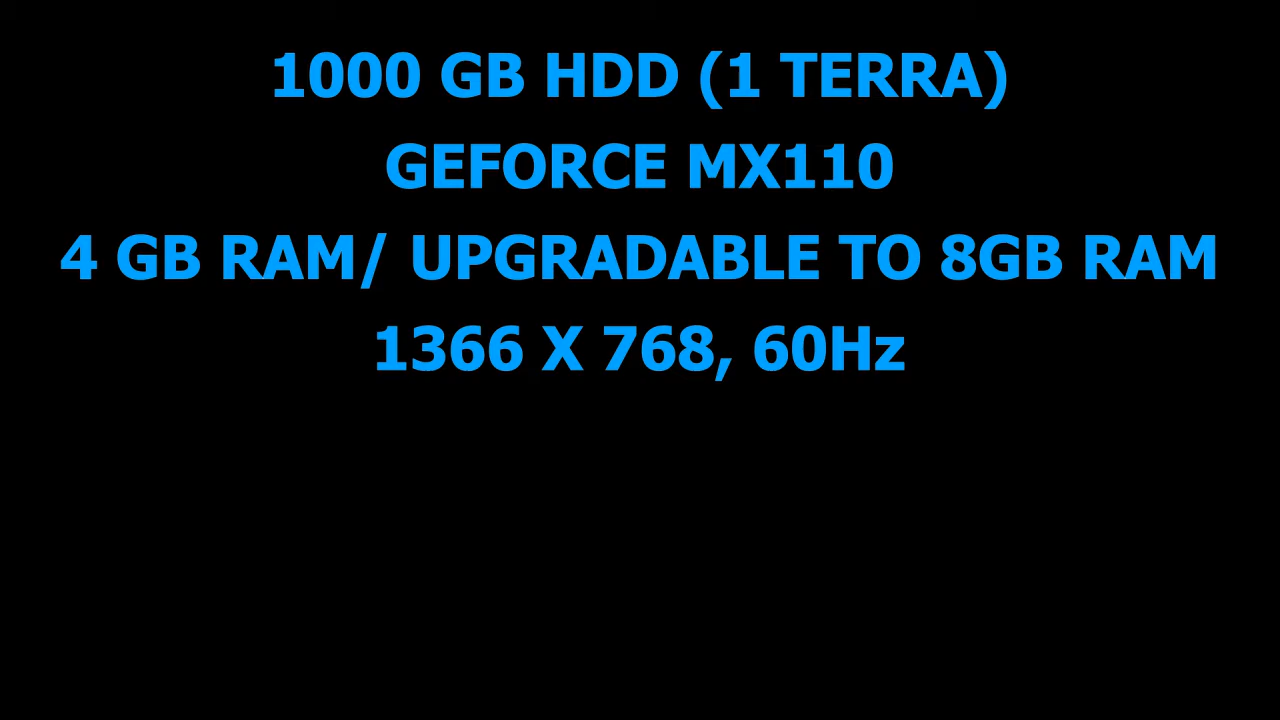 1000 GB HDD (1 TERRA)
GEFORCE MX110
4 GB RAM/ UPGRADABLE TO 8GB RAM
1366 X 768, 60Hz